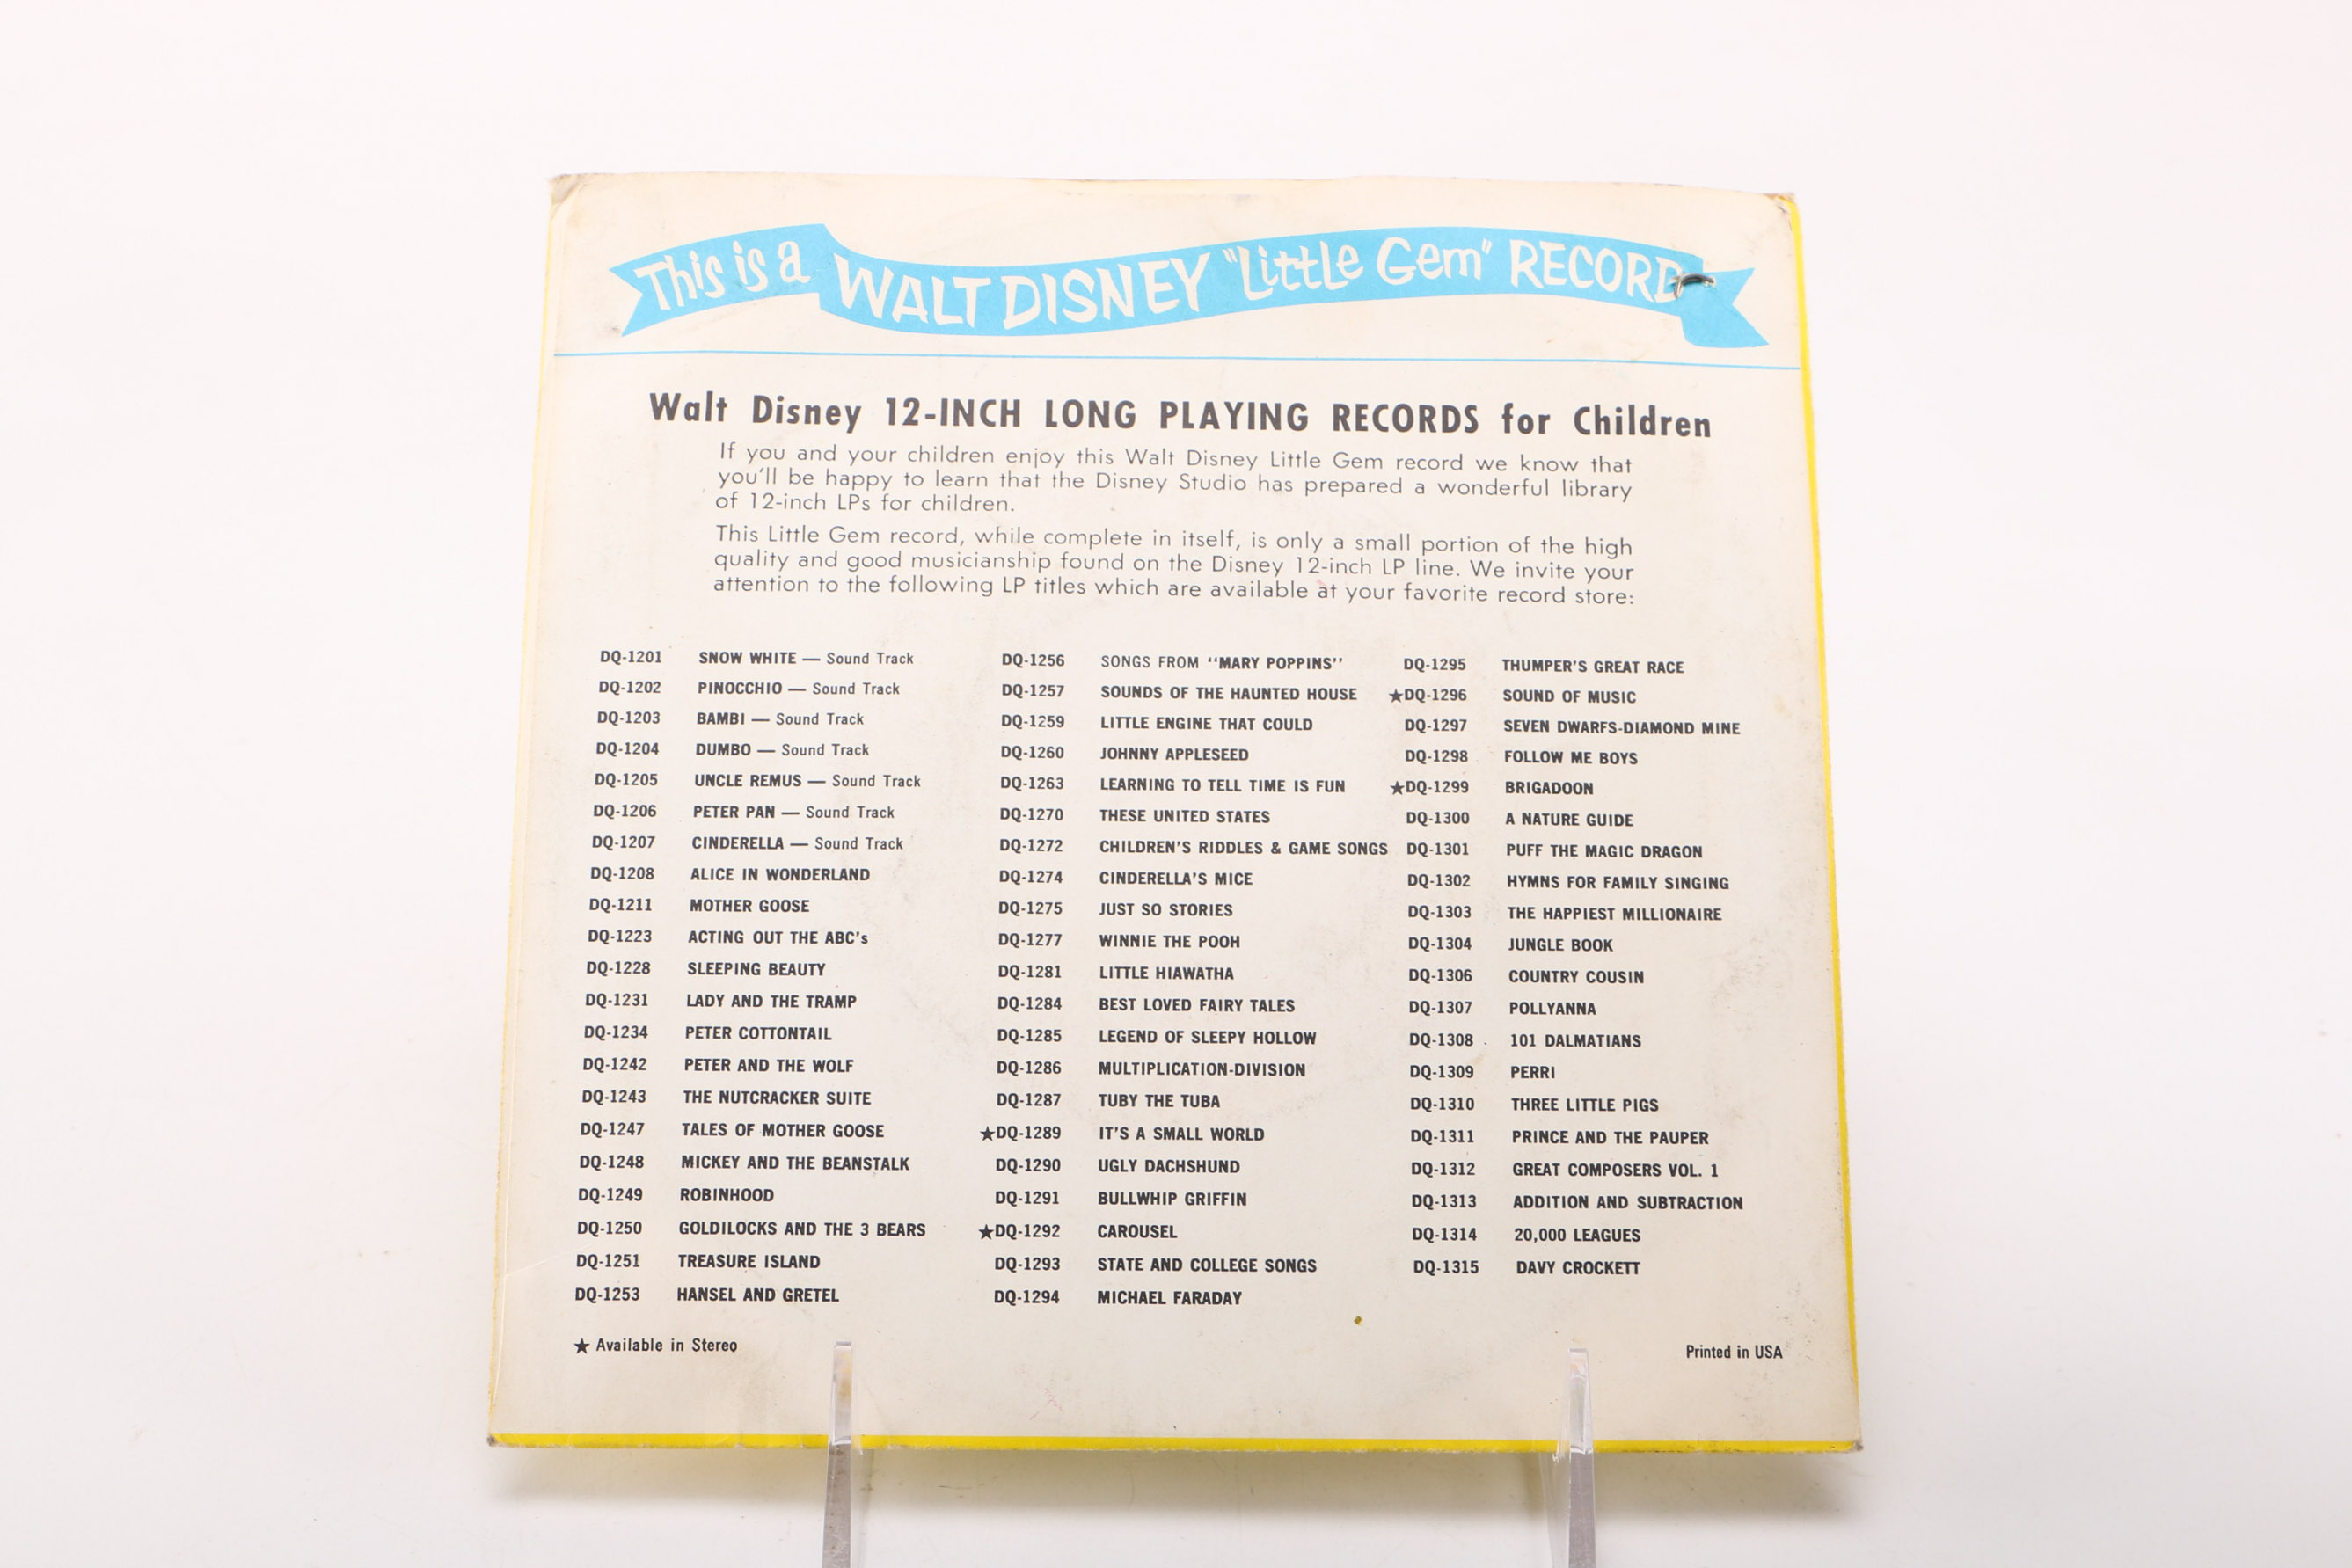 This is a WALT DISNEY "Little Gem" RECORD
Walt Disney 12-INCH LONG PLAYING RECORDS for Children
If you and your children enjoy this Walt Disney Little Gem record we know that
you'll be happy to learn that the Disney Studio has prepared a wonderful library
of 12-inch LPs for children.
This Little Gem record, while complete in itself, is only a small portion of the high
quality and good musicianship found on the Disney 12-inch LP line. We invite your
attention to the following LP titles which are available at your favorite record store:
DQ-1201 SNOW WHITE — Sound Track
DQ-1202 PINOCCHIO — Sound Track
DQ-1203 BAMBI — Sound Track
DQ-1204 DUMBO — Sound Track
DQ-1205 UNCLE REMUS — Sound Track
DQ-1206 PETER PAN — Sound Track
DQ-1207 CINDERELLA — Sound Track
DQ-1208 ALICE IN WONDERLAND
DQ-1211 MOTHER GOOSE
DQ-1223 ACTING OUT THE ABC's
DQ-1228 SLEEPING BEAUTY
DQ-1231 LADY AND THE TRAMP
DQ-1234 PETER COTTONTAIL
DQ-1242 PETER AND THE WOLF
DQ-1243 THE NUTCRACKER SUITE
DQ-1247 TALES OF MOTHER GOOSE
DQ-1248 MICKEY AND THE BEANSTALK
DQ-1249 ROBINHOOD
DQ-1250 GOLDILOCKS AND THE 3 BEARS
DQ-1251 TREASURE ISLAND
DQ-1253 HANSEL AND GRETEL
DQ-1256 SONGS FROM "MARY POPPINS"
DQ-1257 SOUNDS OF THE HAUNTED HOUSE
DQ-1259 LITTLE ENGINE THAT COULD
DQ-1260 JOHNNY APPLESEED
DQ-1263 LEARNING TO TELL TIME IS FUN
DQ-1270 THESE UNITED STATES
DQ-1272 CHILDREN'S RIDDLES & GAME SONGS
DQ-1274 CINDERELLA'S MICE
DQ-1275 JUST SO STORIES
DQ-1277 WINNIE THE POOH
DQ-1281 LITTLE HIAWATHA
DQ-1284 BEST LOVED FAIRY TALES
DQ-1285 LEGEND OF SLEEPY HOLLOW
DQ-1286 MULTIPLICATION-DIVISION
DQ-1287 TUBY THE TUBA
★DQ-1289 IT'S A SMALL WORLD
DQ-1290 UGLY DACHSHUND
DQ-1291 BULLWHIP GRIFFIN
★DQ-1292 CAROUSEL
DQ-1293 STATE AND COLLEGE SONGS
DQ-1294 MICHAEL FARADAY
DQ-1295 THUMPER'S GREAT RACE
★DQ-1296 SOUND OF MUSIC
DQ-1297 SEVEN DWARFS-DIAMOND MINE
DQ-1298 FOLLOW ME BOYS
★DQ-1299 BRIGADOON
DQ-1300 A NATURE GUIDE
DQ-1301 PUFF THE MAGIC DRAGON
DQ-1302 HYMNS FOR FAMILY SINGING
DQ-1303 THE HAPPIEST MILLIONAIRE
DQ-1304 JUNGLE BOOK
DQ-1306 COUNTRY COUSIN
DQ-1307 POLLYANNA
DQ-1308 101 DALMATIANS
DQ-1309 PERRI
DQ-1310 THREE LITTLE PIGS
DQ-1311 PRINCE AND THE PAUPER
DQ-1312 GREAT COMPOSERS VOL. 1
DQ-1313 ADDITION AND SUBTRACTION
DQ-1314 20,000 LEAGUES
DQ-1315 DAVY CROCKETT
★ Available in Stereo
Printed in USA